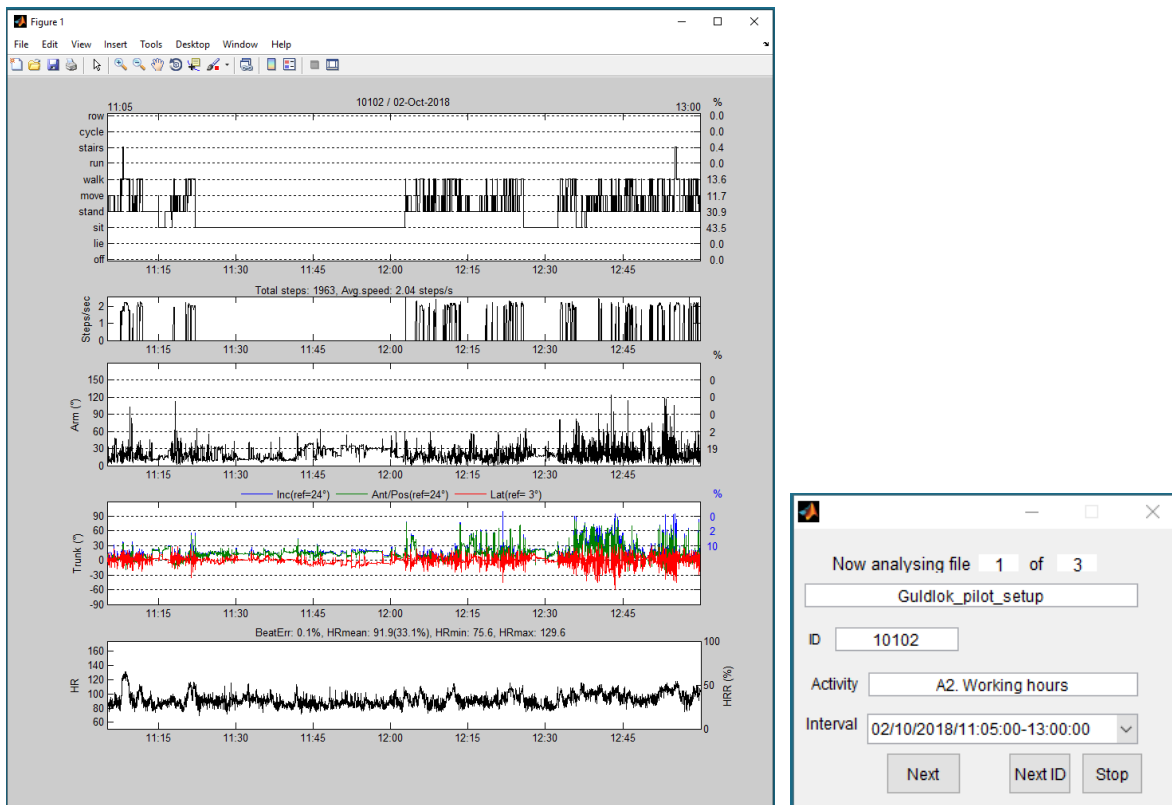 Figure 1
File Edit View Insert Tools Desktop Window Help
11:05 10102 / 02-Oct-2018 13:00 %
row 0.0
cycle 0.0
stairs 0.4
run 0.0
walk 13.6
move 11.7
stand 30.9
sit 43.5
lie 0.0
off 0.0
11:15 11:30 11:45 12:00 12:15 12:30 12:45
Total steps: 1963, Avg.speed: 2.04 steps/s
Steps/sec
2
1
0
11:15 11:30 11:45 12:00 12:15 12:30 12:45
%
Arm (°)
150 0
120 0
90 0
60 2
30 19
0
11:15 11:30 11:45 12:00 12:15 12:30 12:45
Inc(ref=24°) Ant/Pos(ref=24°) Lat(ref= 3°) %
Trunk (°)
90 0
60 2
30 10
0
-30
-60
-90
11:15 11:30 11:45 12:00 12:15 12:30 12:45
BeatErr: 0.1%, HRmean: 91.9(33.1%), HRmin: 75.6, HRmax: 129.6
HR
160
140
120
100
80
60
100
50
0
HRR (%)
11:15 11:30 11:45 12:00 12:15 12:30 12:45
Now analysing file 1 of 3
Guldlok_pilot_setup
ID 10102
Activity A2. Working hours
Interval 02/10/2018/11:05:00-13:00:00
Next Next ID Stop